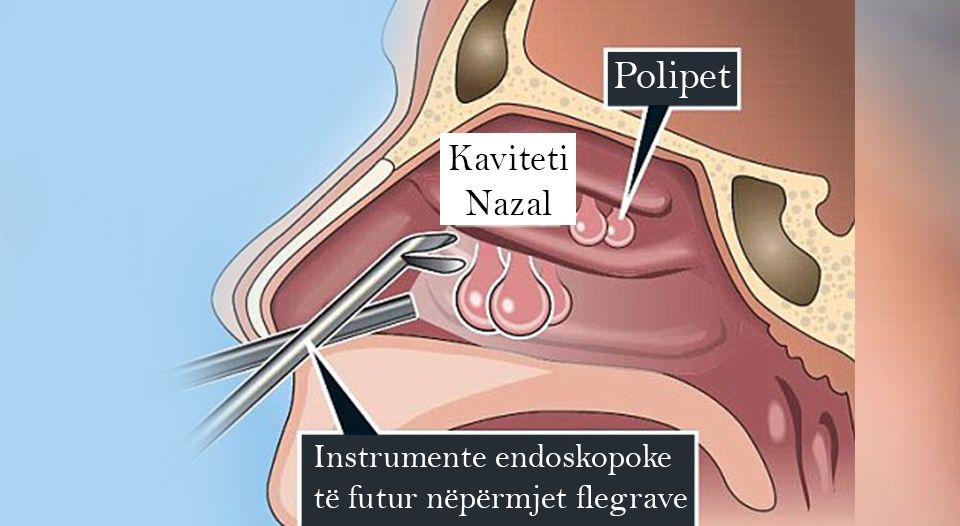 Polipet
Kaviteti
Nazal
Instrumente endoskopoke
të futur nëpërmjet flegrave